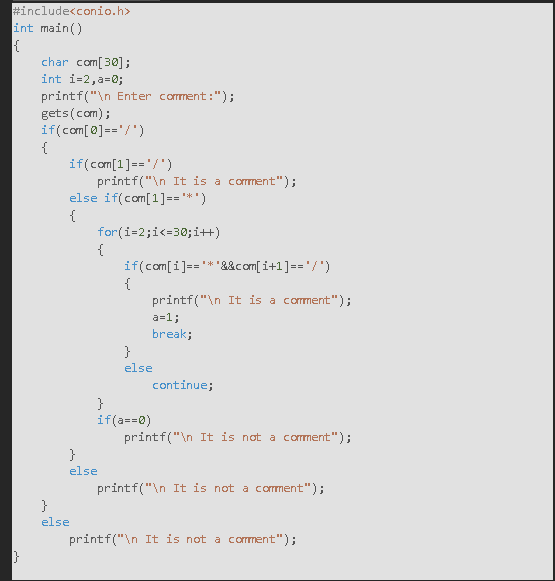 #include<conio.h>
int main()
{
char com[30];
int i=2,a=0;
printf("\n Enter comment:");
gets(com);
if(com[0]=='/')
{
if(com[1]=='/')
printf("\n It is a comment");
else if(com[1]=='*')
{
for(i=2;i<=30;i++)
{
if(com[i]=='*'&&com[i+1]=='/')
{
printf("\n It is a comment");
a=1;
break;
}
else
continue;
}
if(a==0)
printf("\n It is not a comment");
}
else
printf("\n It is not a comment");
}
else
printf("\n It is not a comment");
}